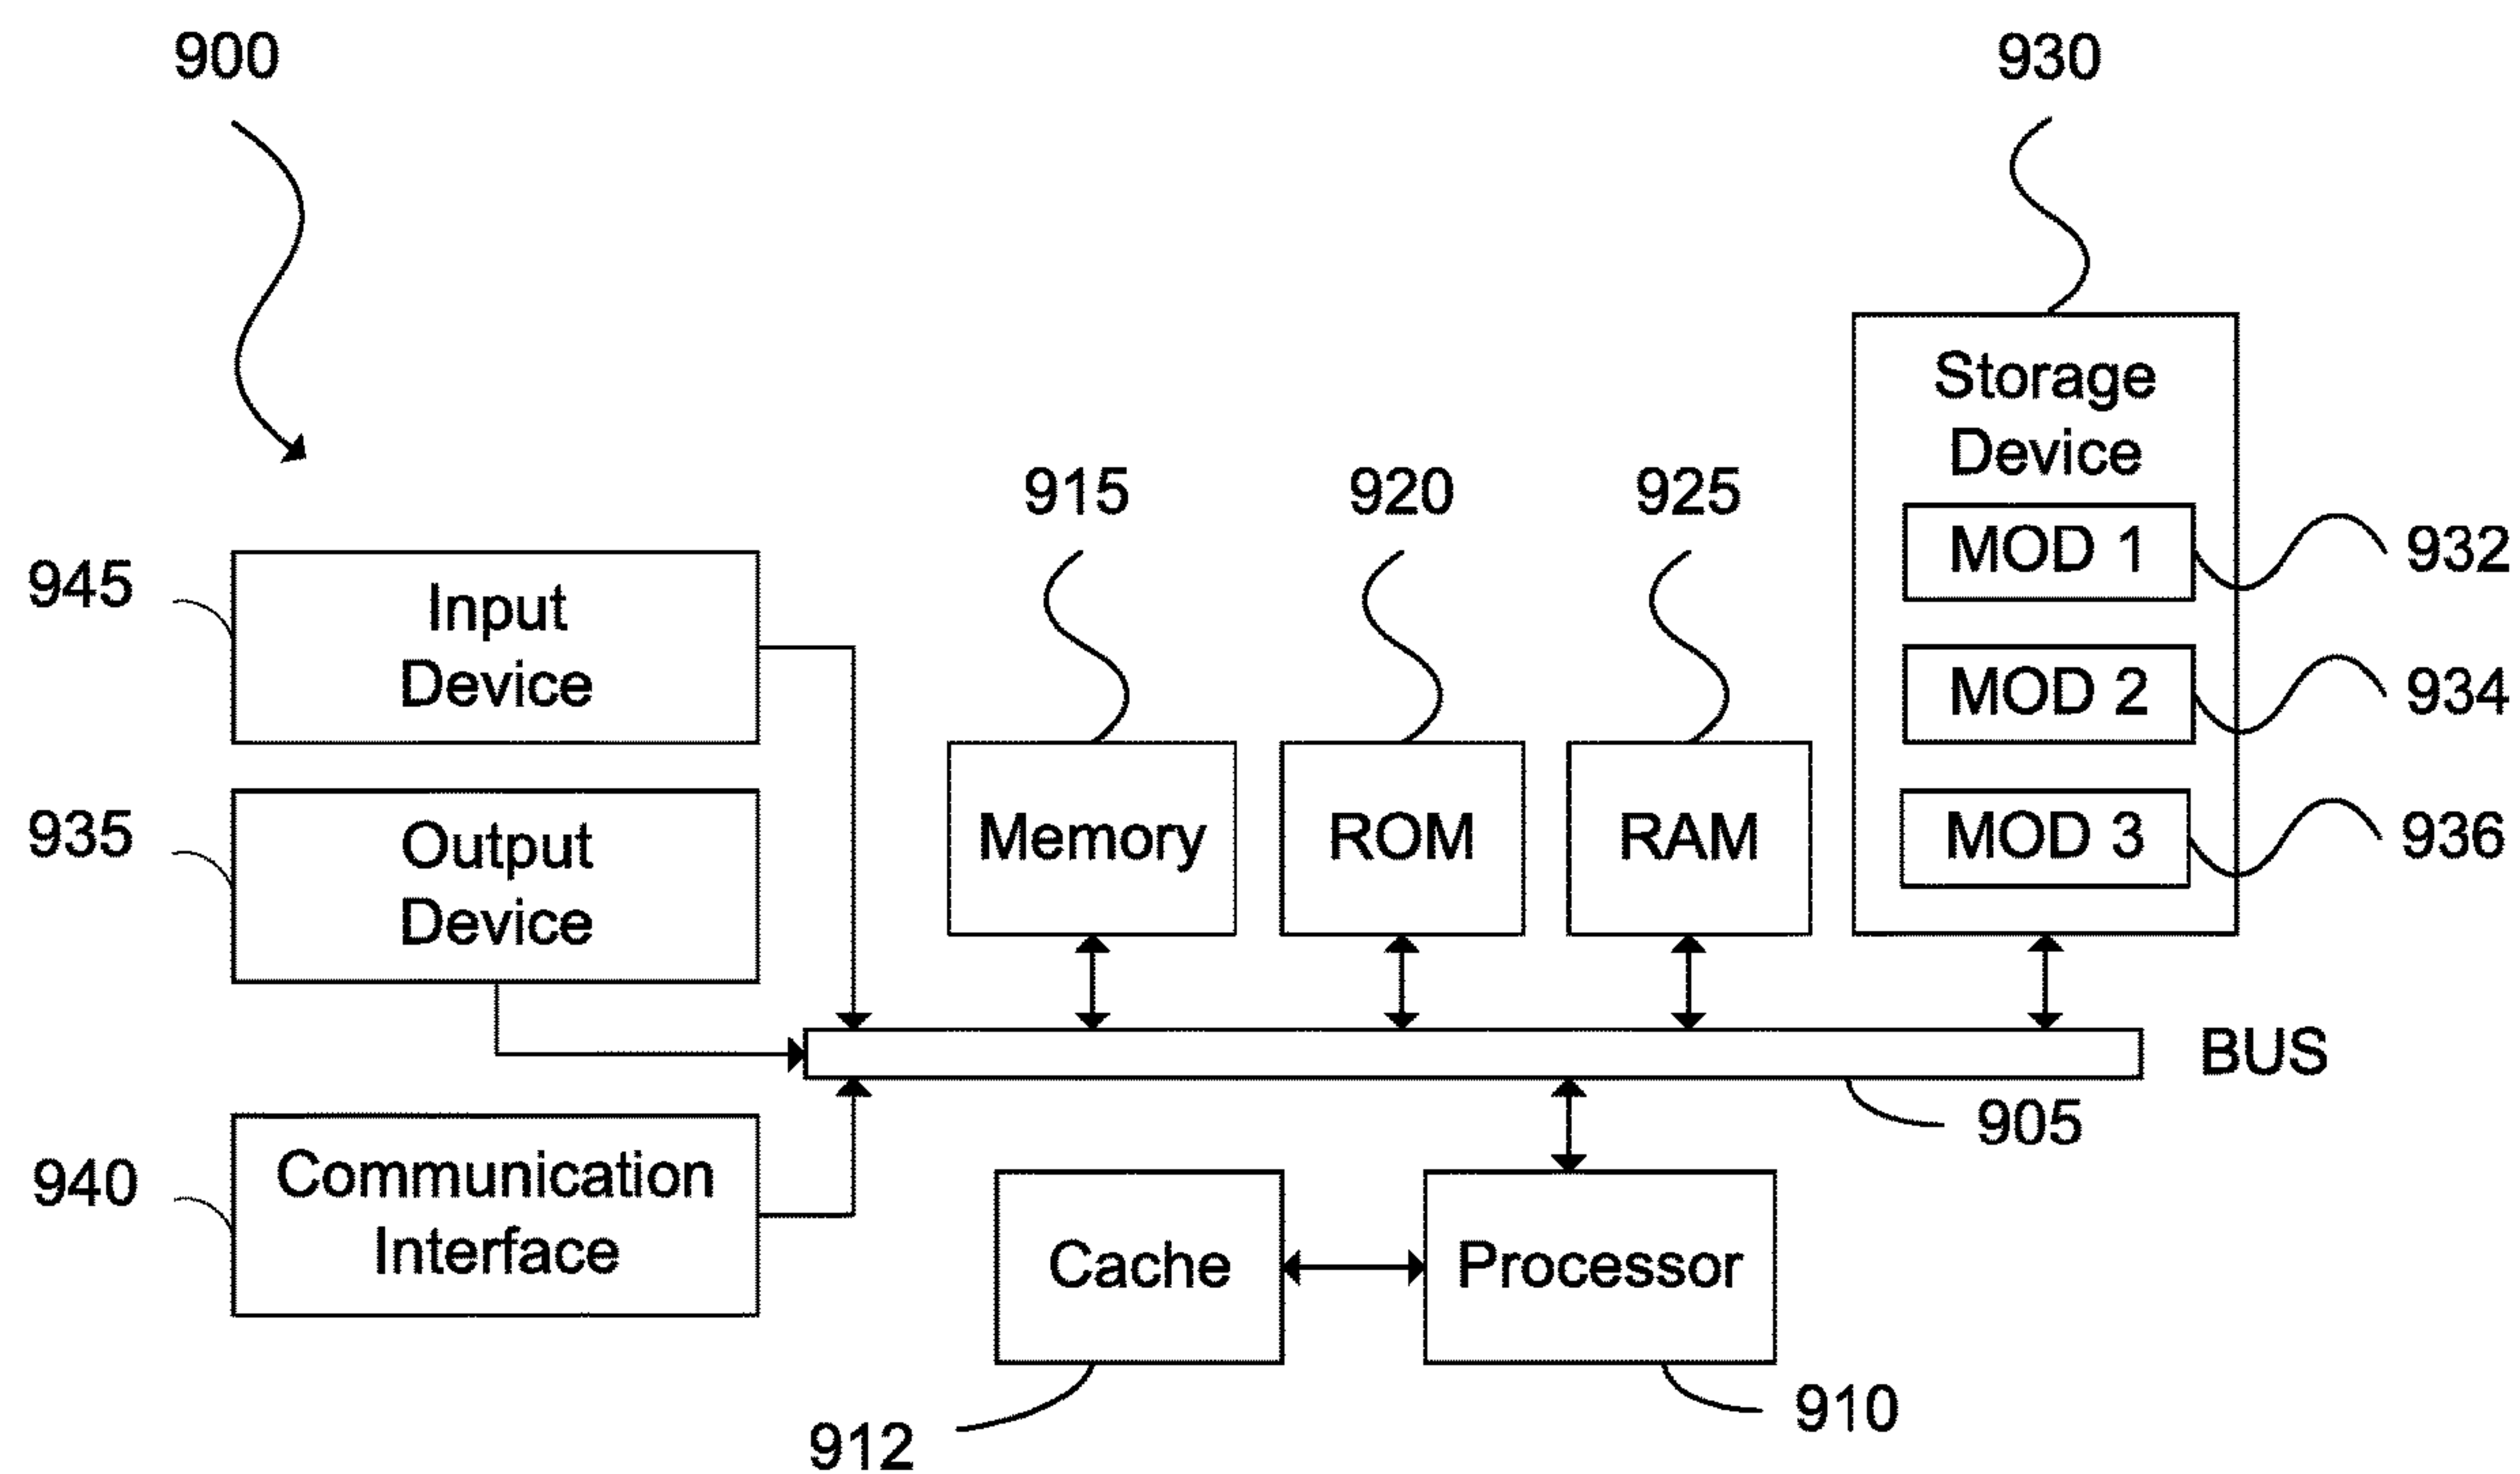 900
930
Storage
Device
915
920
925
MOD 1
932
945
Input
Device
MOD 2
934
935
Output
Device
Memory
ROM
RAM
MOD 3
936
BUS
905
940
Communication
Interface
Cache
Processor
912
910